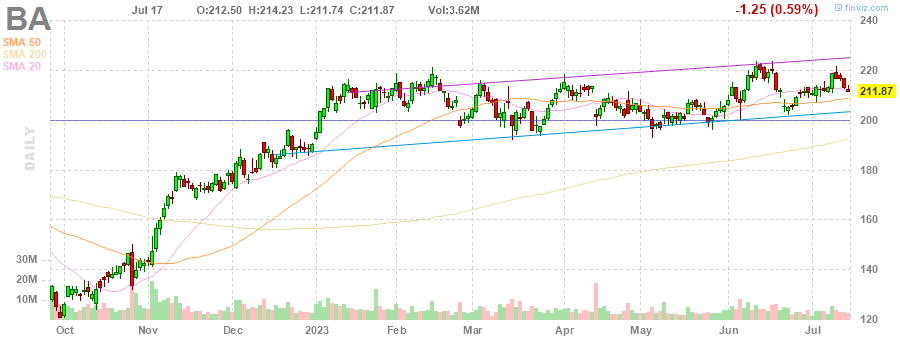 BA Jul 17 O:212.50 H:214.23 L:211.74 C:211.87 Vol:3.62M -1.25 (0.59%) finviz.com
SMA 50
SMA 200
SMA 20
240
220
211.87
200
180
160
140
120
DAILY
30M
20M
10M
Oct Nov Dec 2023 Feb Mar Apr May Jun Jul